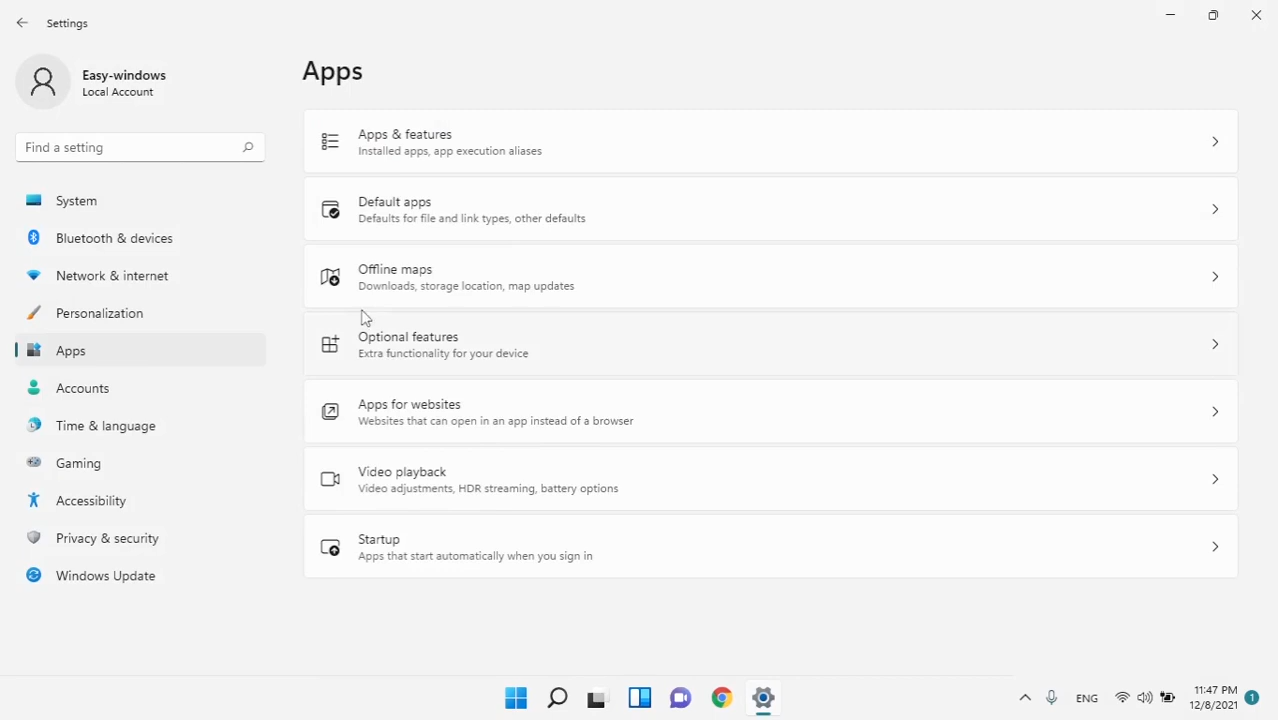 Settings
Easy-windows
Local Account
Find a setting
System
Bluetooth & devices
Network & internet
Personalization
Apps
Accounts
Time & language
Gaming
Accessibility
Privacy & security
Windows Update
Apps
Apps & features
Installed apps, app execution aliases
Default apps
Defaults for file and link types, other defaults
Offline maps
Downloads, storage location, map updates
Optional features
Extra functionality for your device
Apps for websites
Websites that can open in an app instead of a browser
Video playback
Video adjustments, HDR streaming, battery options
Startup
Apps that start automatically when you sign in
ENG
11:47 PM
12/8/2021
1